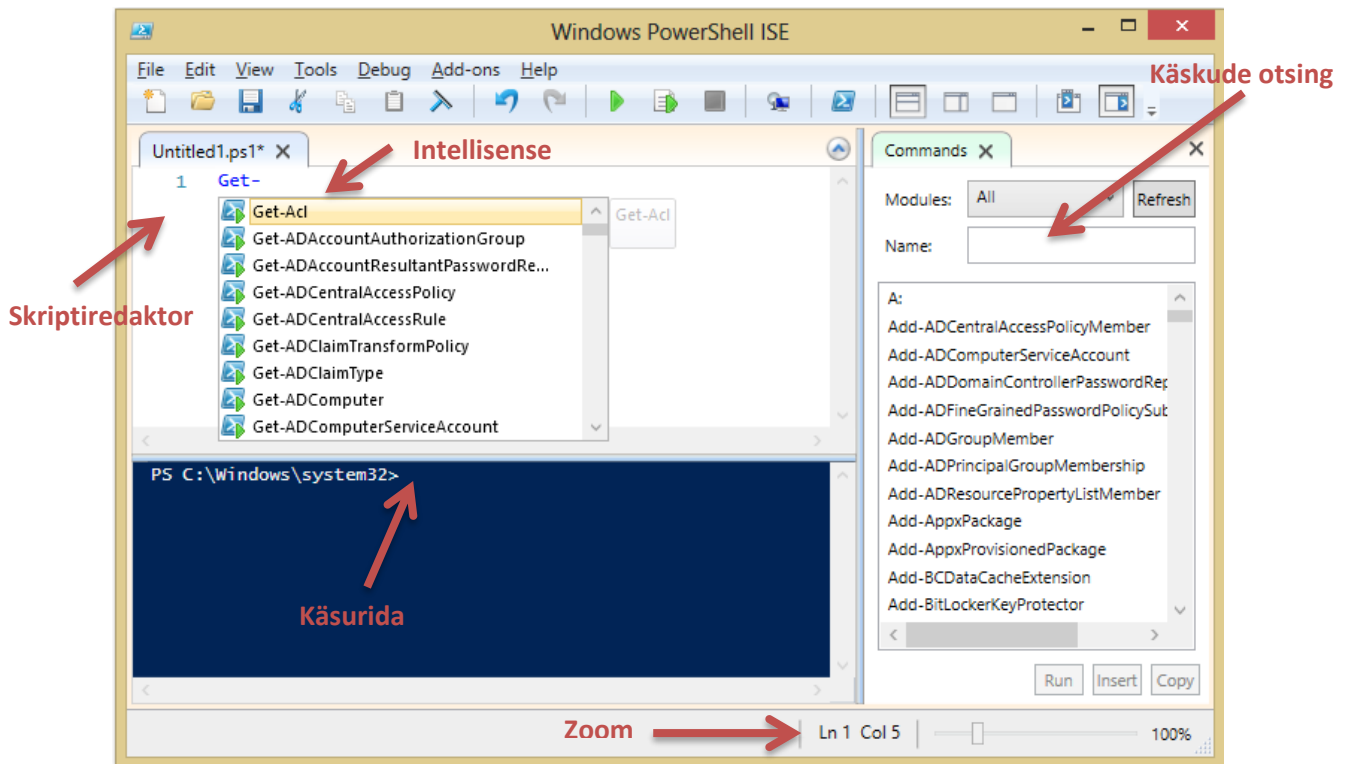 Windows PowerShell ISE
File Edit View Tools Debug Add-ons Help
Käskude otsing
Untitled1.ps1*
Intellisense
Commands
1 Get-
Modules: All Refresh
Get-Acl
Get-Acl
Get-ADAccountAuthorizationGroup
Name:
Get-ADAccountResultantPasswordRe...
Get-ADCentralAccessPolicy
Skriptiredaktor
Get-ADCentralAccessRule
Get-ADClaimTransformPolicy
Get-ADClaimType
Get-ADComputer
Get-ADComputerServiceAccount
A:
Add-ADCentralAccessPolicyMember
Add-ADComputerServiceAccount
Add-ADDomainControllerPasswordRep
Add-ADFineGrainedPasswordPolicySub
Add-ADGroupMember
Add-ADPrincipalGroupMembership
Add-ADResourcePropertyListMember
Add-AppxPackage
Add-AppxProvisionedPackage
Add-BCDataCacheExtension
Add-BitLockerKeyProtector
PS C:\Windows\system32>
Käsurida
Run Insert Copy
Zoom
Ln 1 Col 5
100%